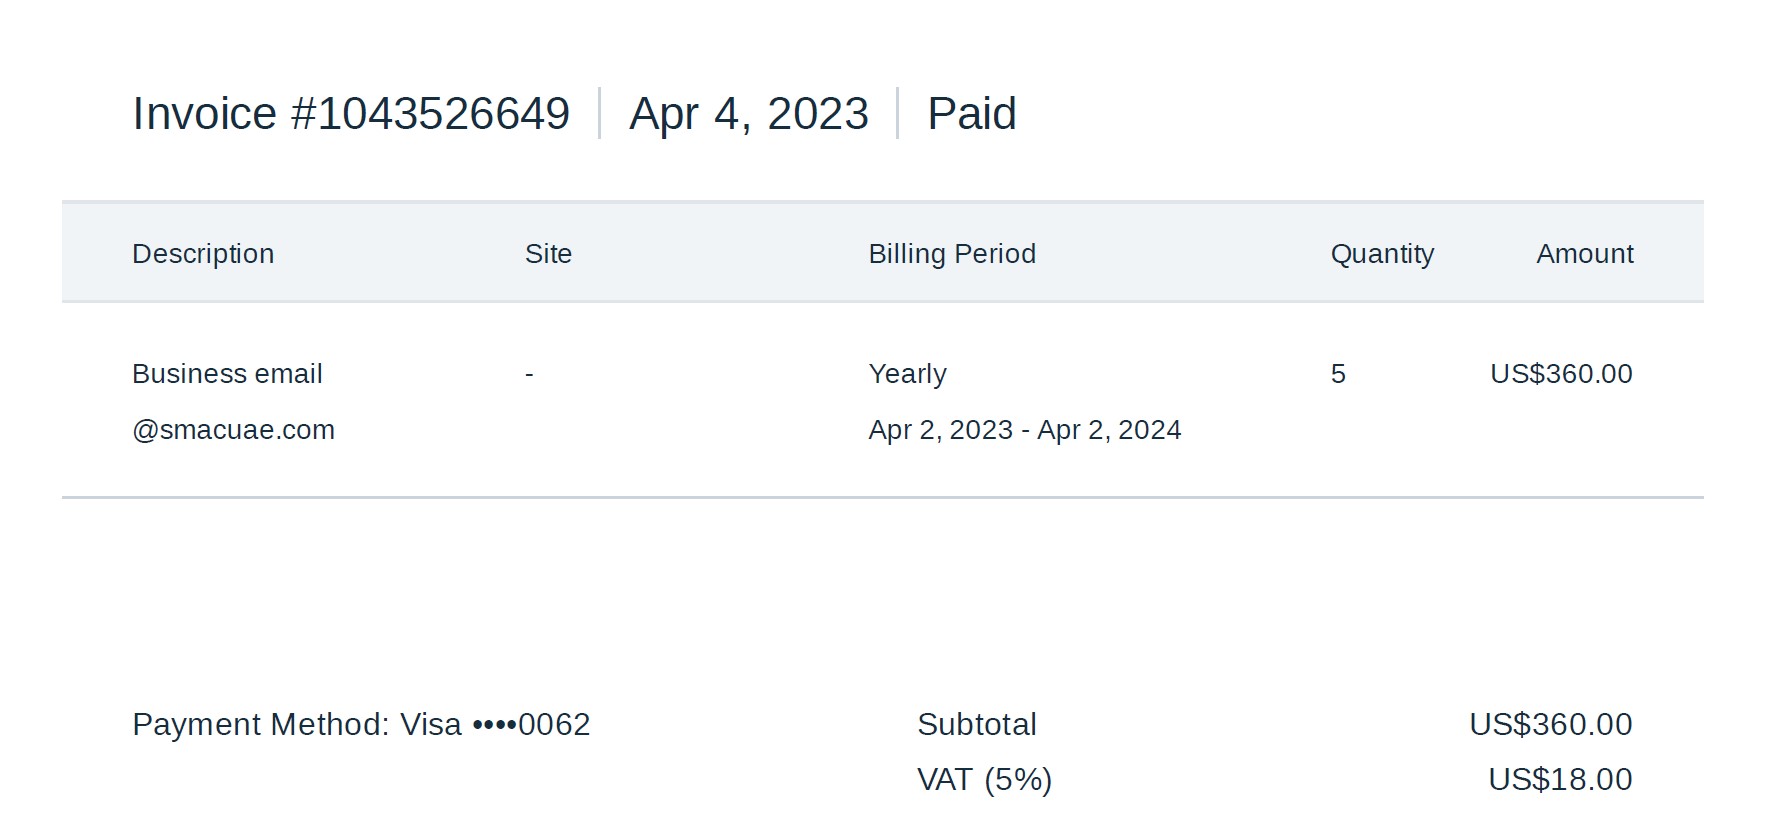 Invoice #1043526649 | Apr 4, 2023 | Paid
Description Site Billing Period Quantity Amount
Business email - Yearly 5 US$360.00
@smacuae.com Apr 2, 2023 - Apr 2, 2024
Payment Method: Visa ••••0062 Subtotal US$360.00
VAT (5%) US$18.00